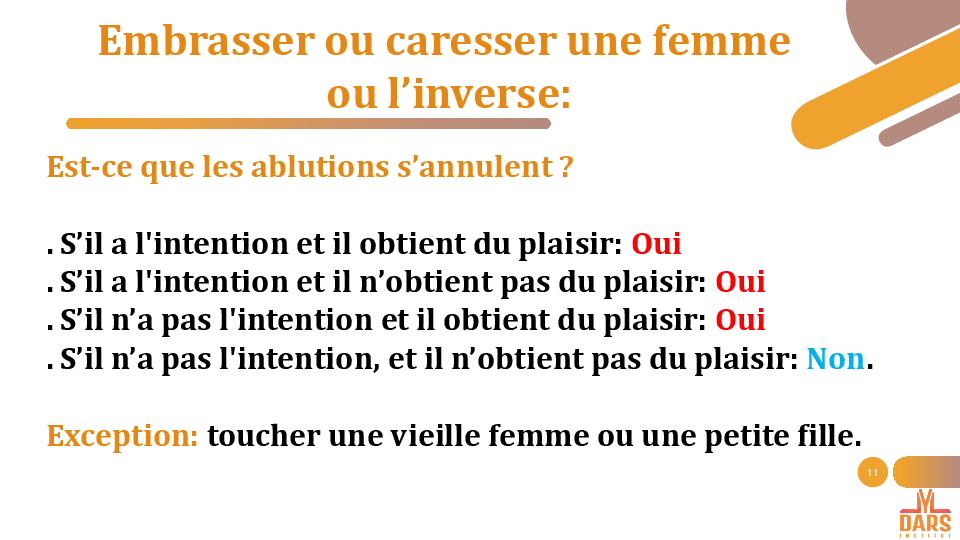 Embrasser ou caresser une femme
ou l’inverse:
Est-ce que les ablutions s’annulent ?
. S’il a l'intention et il obtient du plaisir: Oui
. S’il a l'intention et il n’obtient pas du plaisir: Oui
. S’il n’a pas l'intention et il obtient du plaisir: Oui
. S’il n’a pas l'intention, et il n’obtient pas du plaisir: Non.
Exception: toucher une vieille femme ou une petite fille.
11
DARS
INSTITUT